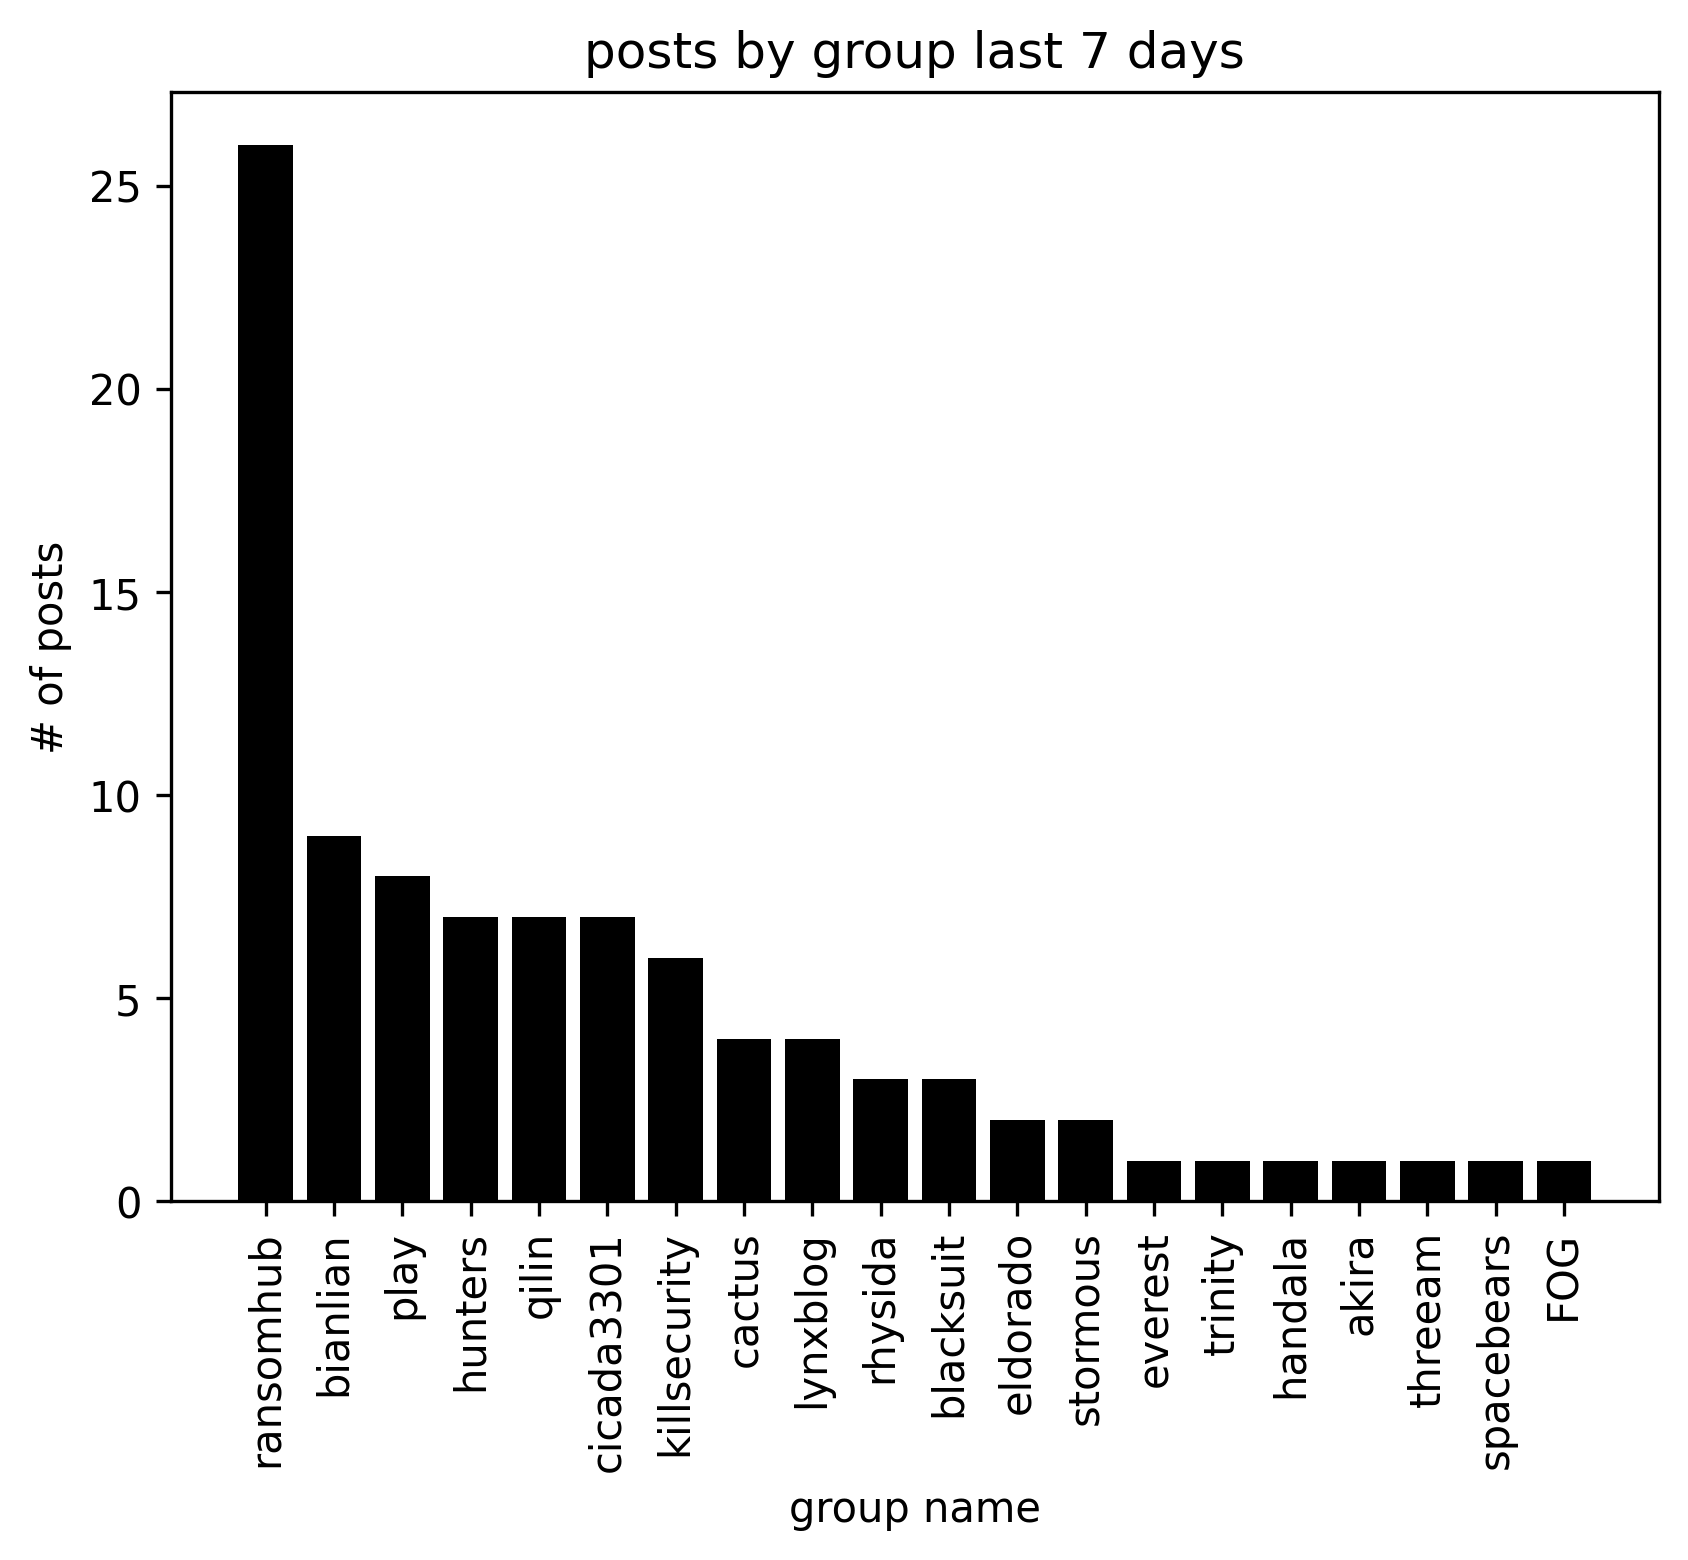 posts by group last 7 days
# of posts
25
20
15
10
5
0
ransomhub
bianlian
play
hunters
qilin
cicada3301
killsecurity
cactus
lynxblog
rhysida
blacksuit
eldorado
stormous
everest
trinity
handala
akira
threeam
spacebears
FOG
group name